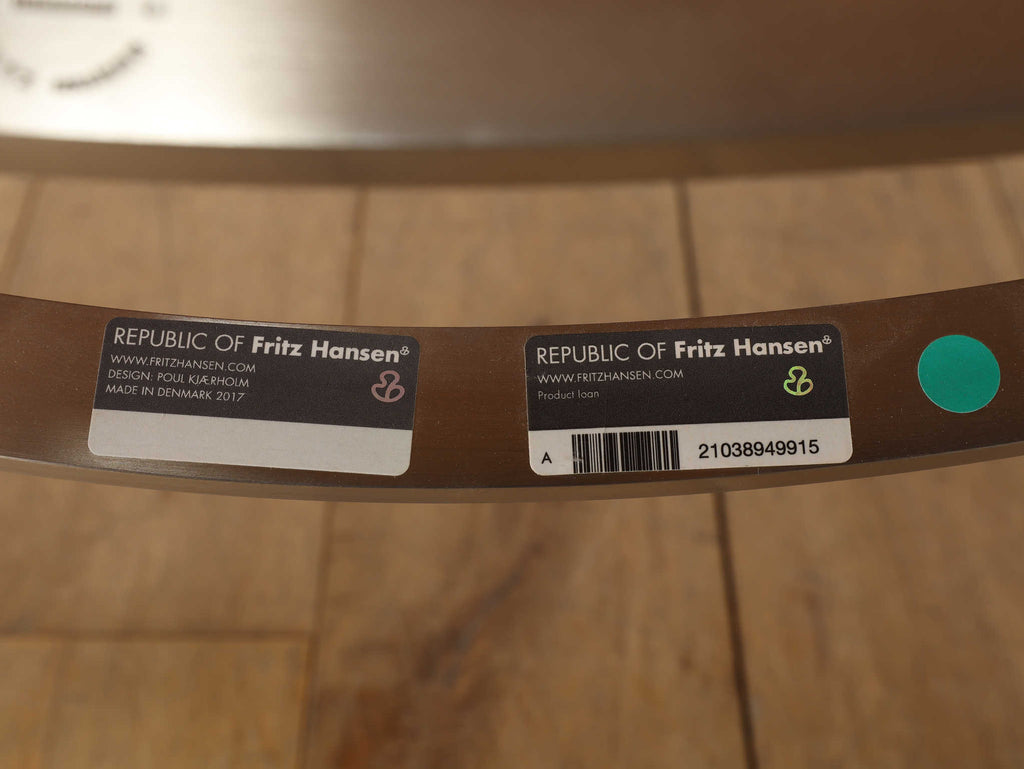 REPUBLIC OF Fritz Hansen
WWW.FRITZHANSEN.COM
DESIGN: POUL KJÆRHOLM
MADE IN DENMARK 2017
REPUBLIC OF Fritz Hansen
WWW.FRITZHANSEN.COM
Product loan
A 21038949915